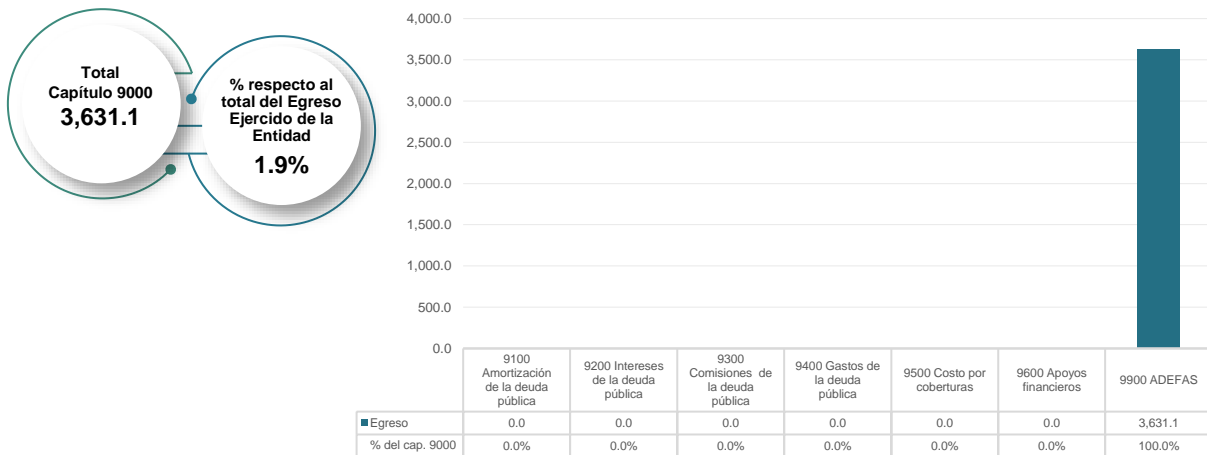 Total
Capítulo 9000
3,631.1
% respecto al
total del Egreso
Ejercido de la
Entidad
1.9%
4,000.0
3,500.0
3,000.0
2,500.0
2,000.0
1,500.0
1,000.0
500.0
0.0
9100
Amortización
de la deuda
pública
9200 Intereses
de la deuda
pública
9300
Comisiones de
la deuda
pública
9400 Gastos de
la deuda
pública
9500 Costo por
coberturas
9600 Apoyos
financieros
9900 ADEFAS
Egreso 0.0 0.0 0.0 0.0 0.0 0.0 3,631.1
% del cap. 9000 0.0% 0.0% 0.0% 0.0% 0.0% 0.0% 100.0%